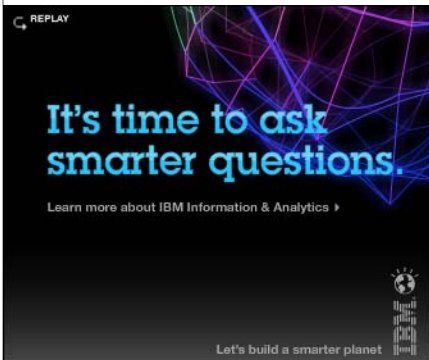 REPLAY
It's time to ask
smarter questions.
Learn more about IBM Information & Analytics
Let's build a smarter planet
IBM.